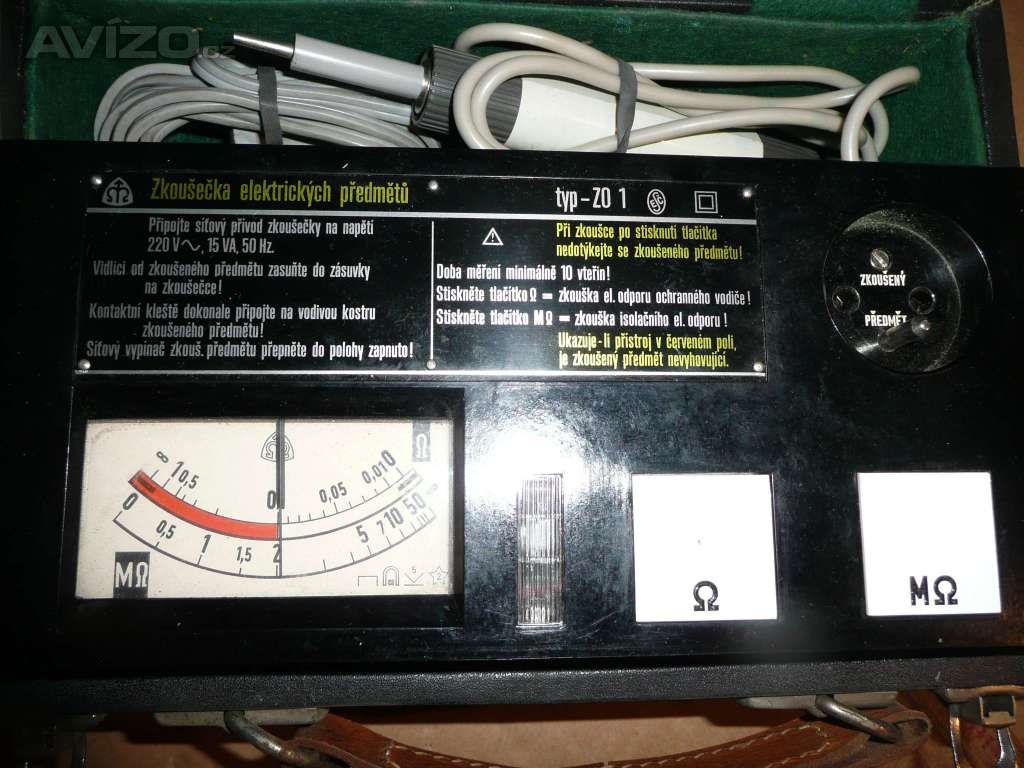 AVÍZO.cz
Zkoušečka elektrických předmětů
typ-ZO 1
Připojte síťový přívod zkoušečky na napětí
220 V∼, 15 VA, 50 Hz.
Vidlici od zkoušeného předmětu zasuňte do zásuvky
na zkoušečce!
Kontaktní kleště dokonale připojte na vodivou kostru
zkoušeného předmětu!
Síťový vypínač zkouš. předmětu přepněte do polohy zapnuto!
Při zkoušce po stisknutí tlačítka
nedotýkejte se zkoušeného předmětu!
Doba měření minimálně 10 vteřin!
Stiskněte tlačítko Ω = zkouška el. odporu ochranného vodiče!
Stiskněte tlačítko MΩ = zkouška isolačního el. odporu!
Ukazuje-li přístroj v červeném poli,
je zkoušený předmět nevyhovující.
ZKOUŠENÝ
PŘEDMĚT
Ω
∞ 1 0,5 0,05 0,01 0
0 0,5 1 1,5 2 5 7 10 50 ∞
MΩ
Ω
MΩ